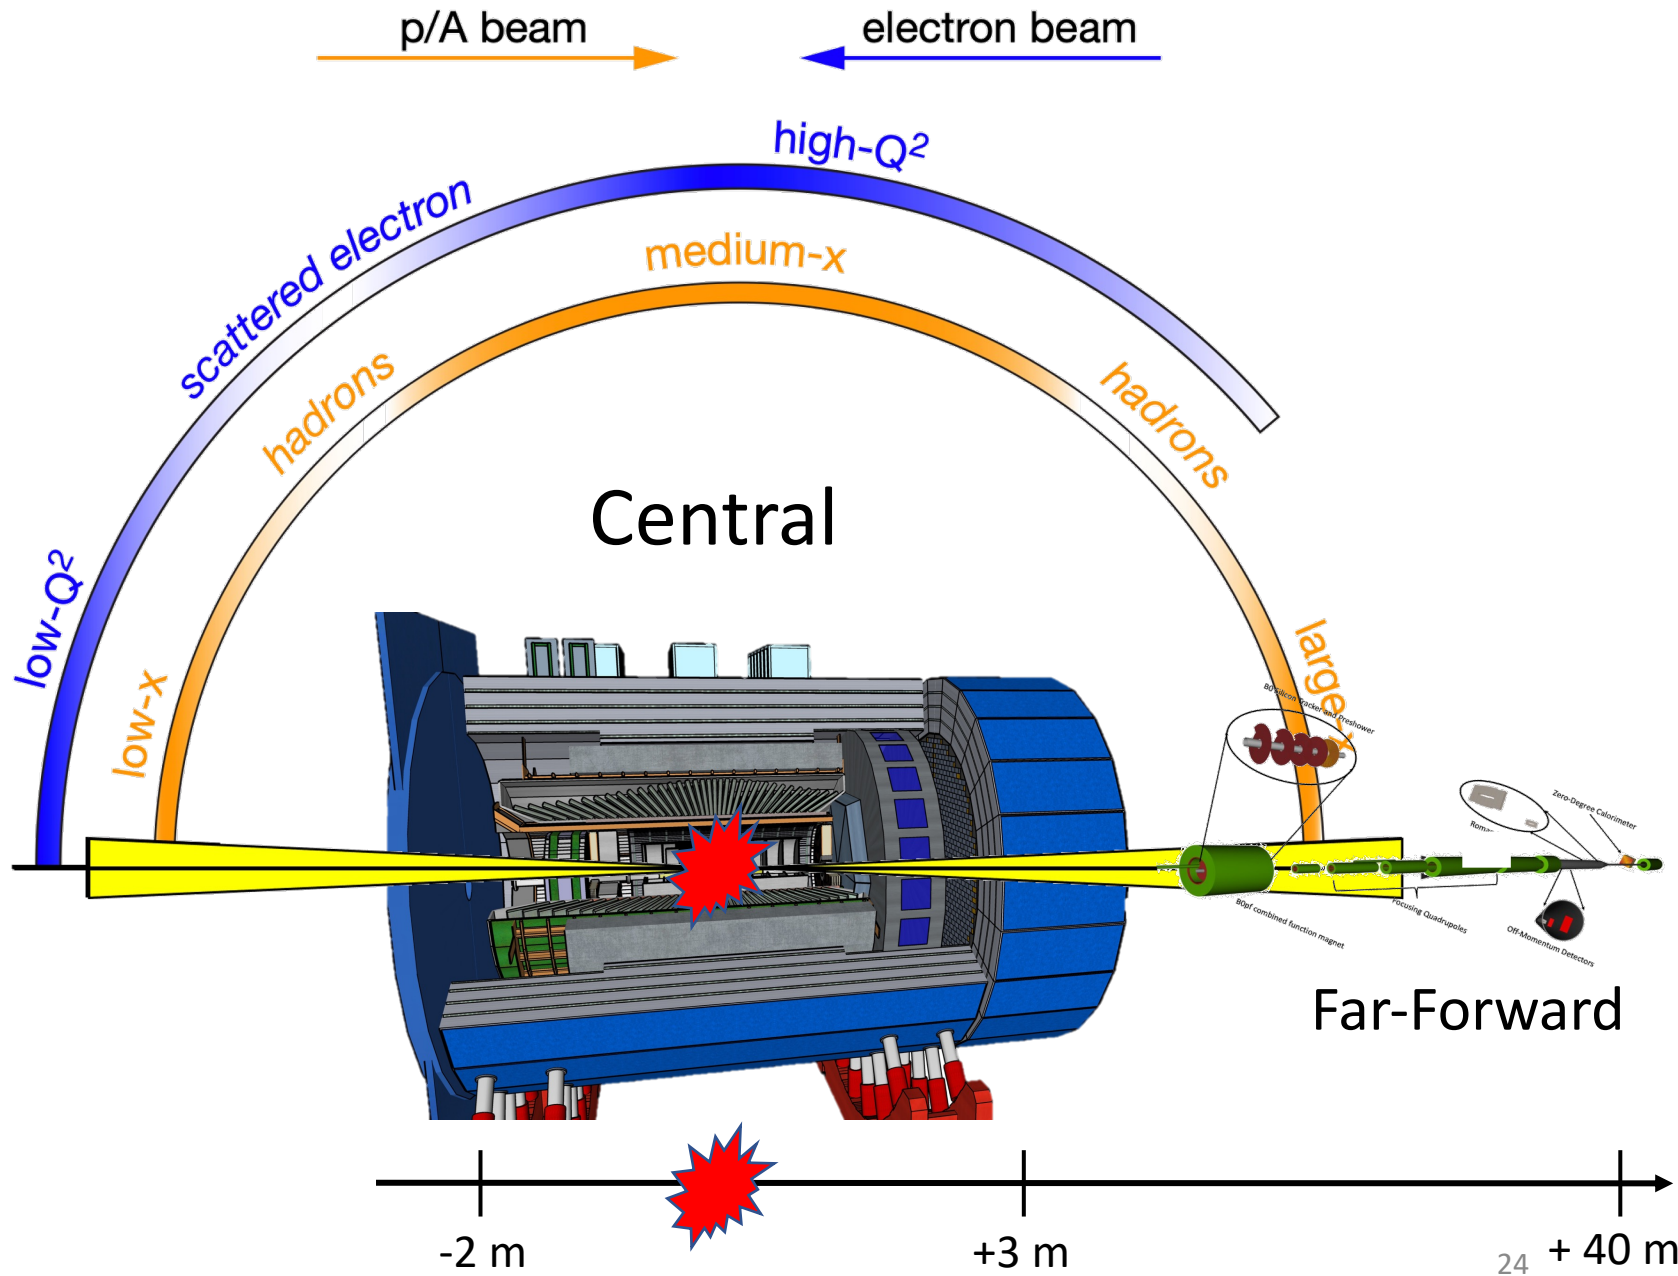 p/A beam
electron beam
high-Q²
scattered electron
medium-x
hadrons
hadrons
Central
low-Q²
low-x
large-x
B0 Silicon Tracker and Preshower
Zero-Degree Calorimeter
B0pf combined function magnet
Focusing Quadrupoles
Off-Momentum Detectors
Far-Forward
-2 m
+3 m
+ 40 m
24